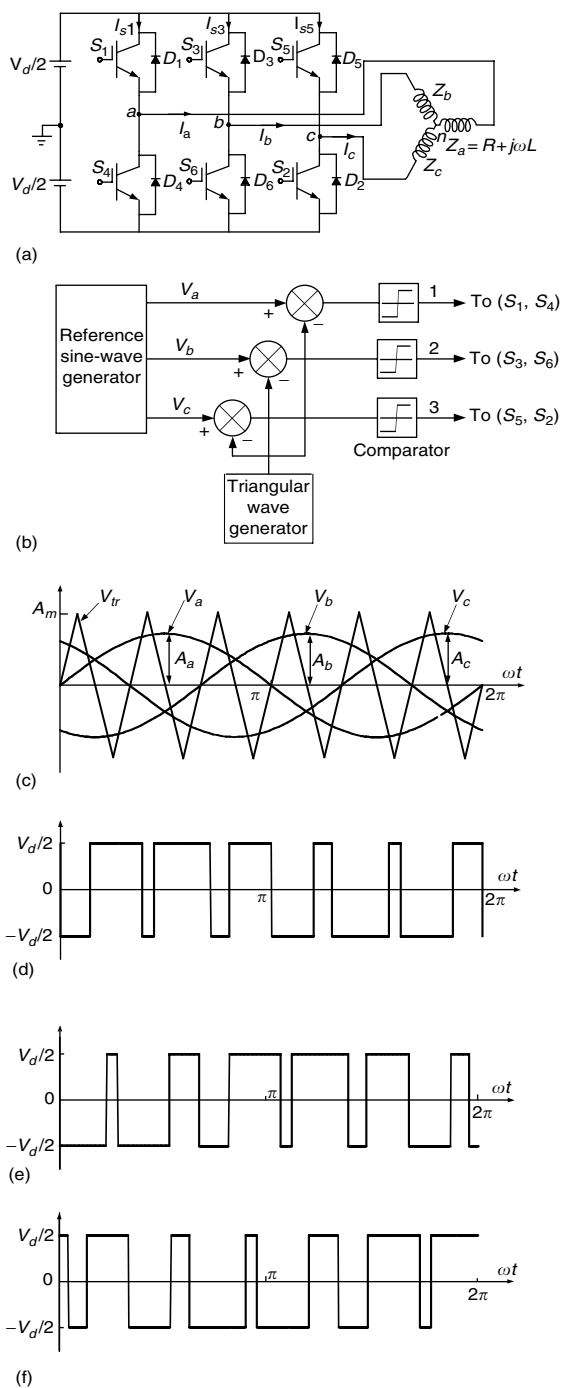 I_s1 I_s3 I_s5
V_d/2 S_1 D_1 S_3 D_3 S_5 D_5
a I_a b I_b c I_c Z_b n Z_a = R + jωL Z_c
V_d/2 S_4 D_4 S_6 D_6 S_2 D_2
(a)
Reference
sine-wave
generator
V_a + − 1 To (S_1, S_4)
V_b + − 2 To (S_3, S_6)
V_c + − 3 To (S_5, S_2)
Comparator
Triangular
wave
generator
(b)
A_m V_tr V_a V_b V_c
A_a A_b A_c
π ωt 2π
(c)
V_d/2
0 π ωt 2π
−V_d/2
(d)
V_d/2
0 π ωt 2π
−V_d/2
(e)
V_d/2
0 π ωt 2π
−V_d/2
(f)